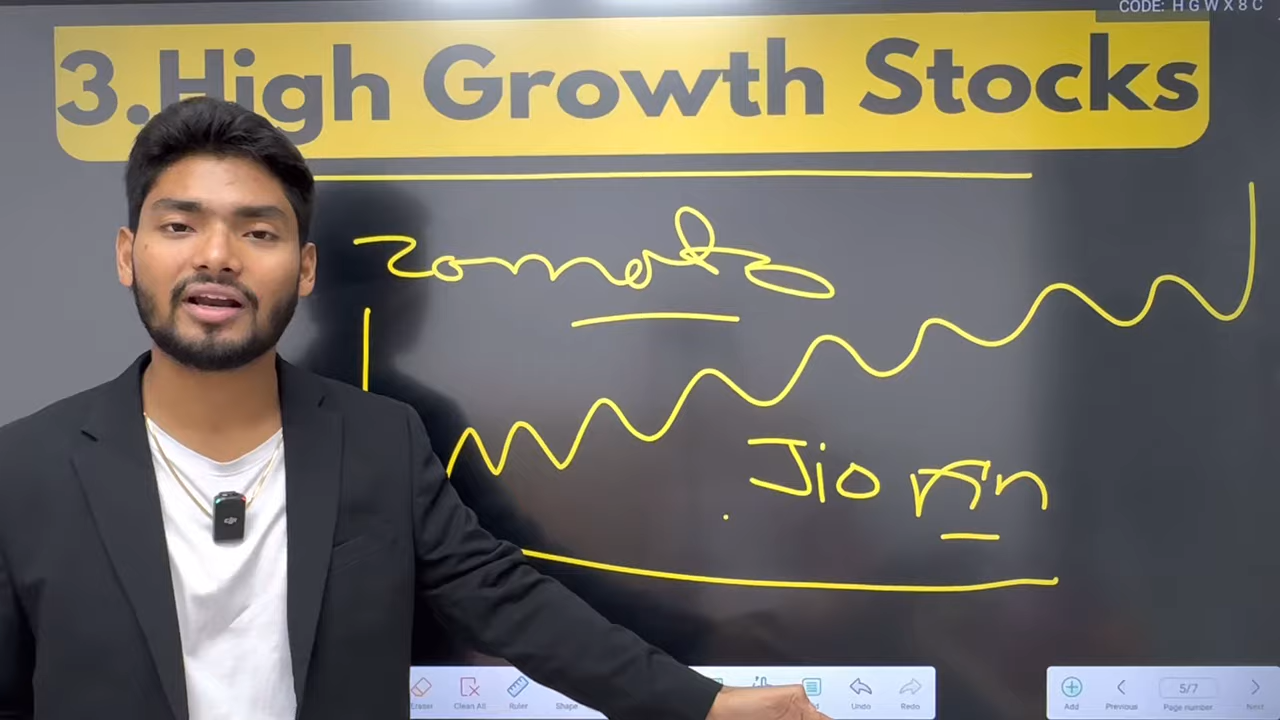 CODE: H G W X 8 C
3.High Growth Stocks
zomato
Jio
Eraser
Clean All
Ruler
Shape
Undo
Redo
Add
Previous
5/7
Page number
Next